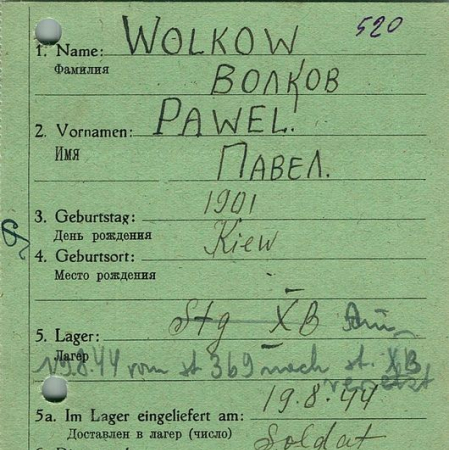 520
1. Name: WOLKOW
Фамилия
ВОЛКОВ
2. Vornamen: PAWEL.
Имя
ПАВЕЛ.
3. Geburtstag: 1901
День рождения
4. Geburtsort: Kiew
Место рождения
5. Lager: Stg XB
Лагер
19.8.44 vom st 369 nach st. XB
versetzt
5a. Im Lager eingeliefert am: 19.8.44
Доставлен в лагер (число)
Soldat